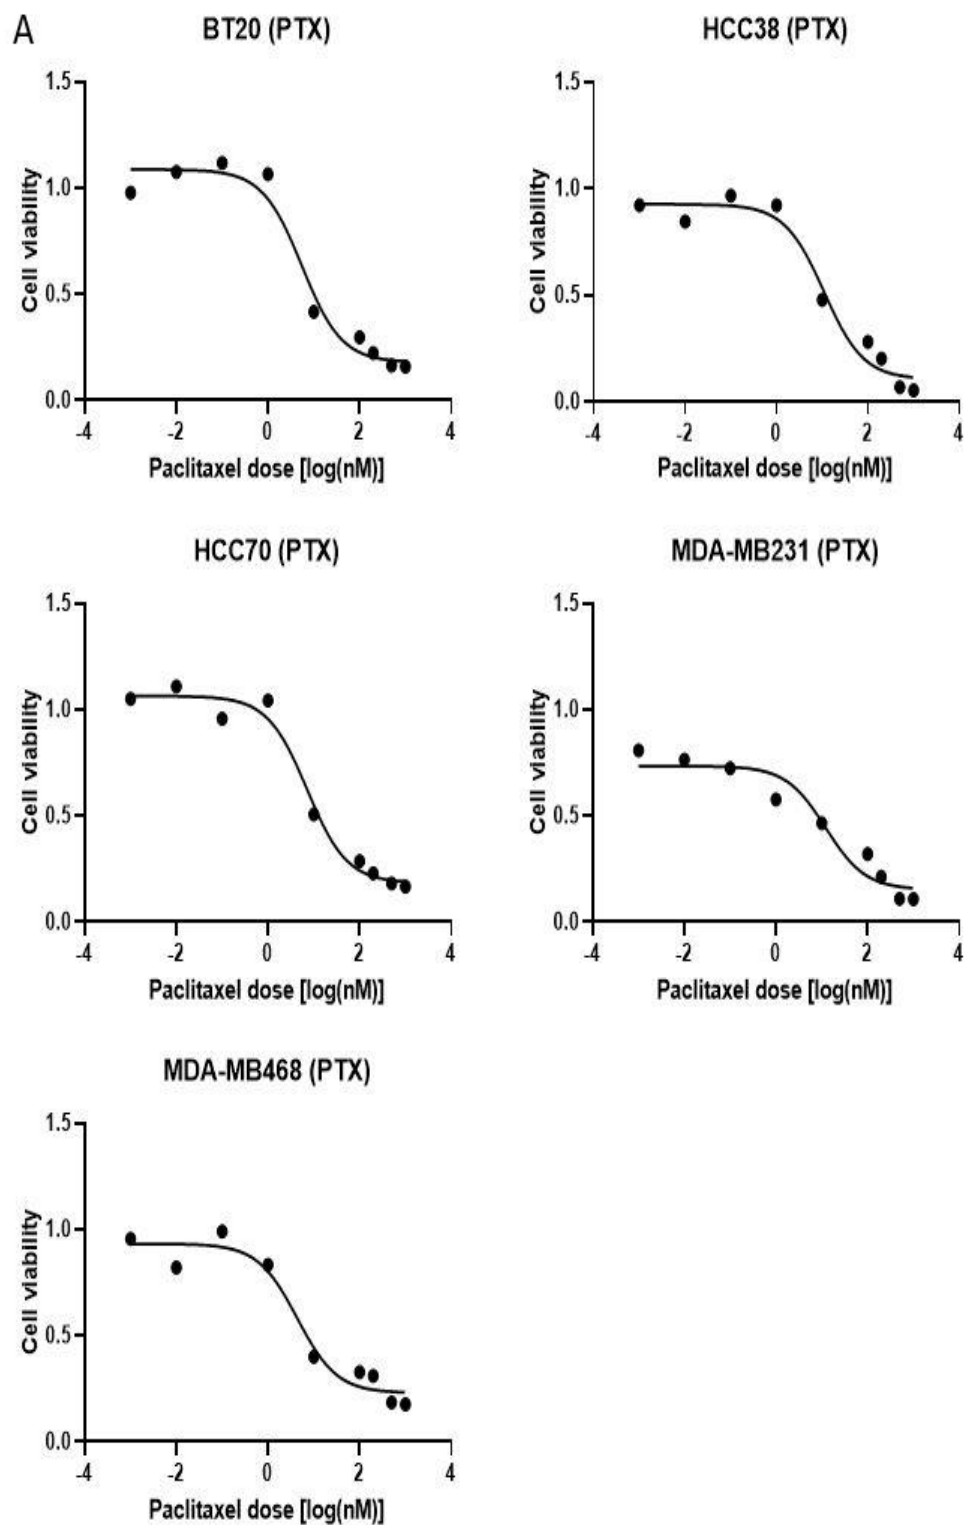 A
BT20 (PTX)
1.5
1.0
0.5
0.0
Cell viability
-4 -2 0 2 4
Paclitaxel dose [log(nM)]
HCC38 (PTX)
1.5
1.0
0.5
0.0
Cell viability
-4 -2 0 2 4
Paclitaxel dose [log(nM)]
HCC70 (PTX)
1.5
1.0
0.5
0.0
Cell viability
-4 -2 0 2 4
Paclitaxel dose [log(nM)]
MDA-MB231 (PTX)
1.5
1.0
0.5
0.0
Cell viability
-4 -2 0 2 4
Paclitaxel dose [log(nM)]
MDA-MB468 (PTX)
1.5
1.0
0.5
0.0
Cell viability
-4 -2 0 2 4
Paclitaxel dose [log(nM)]